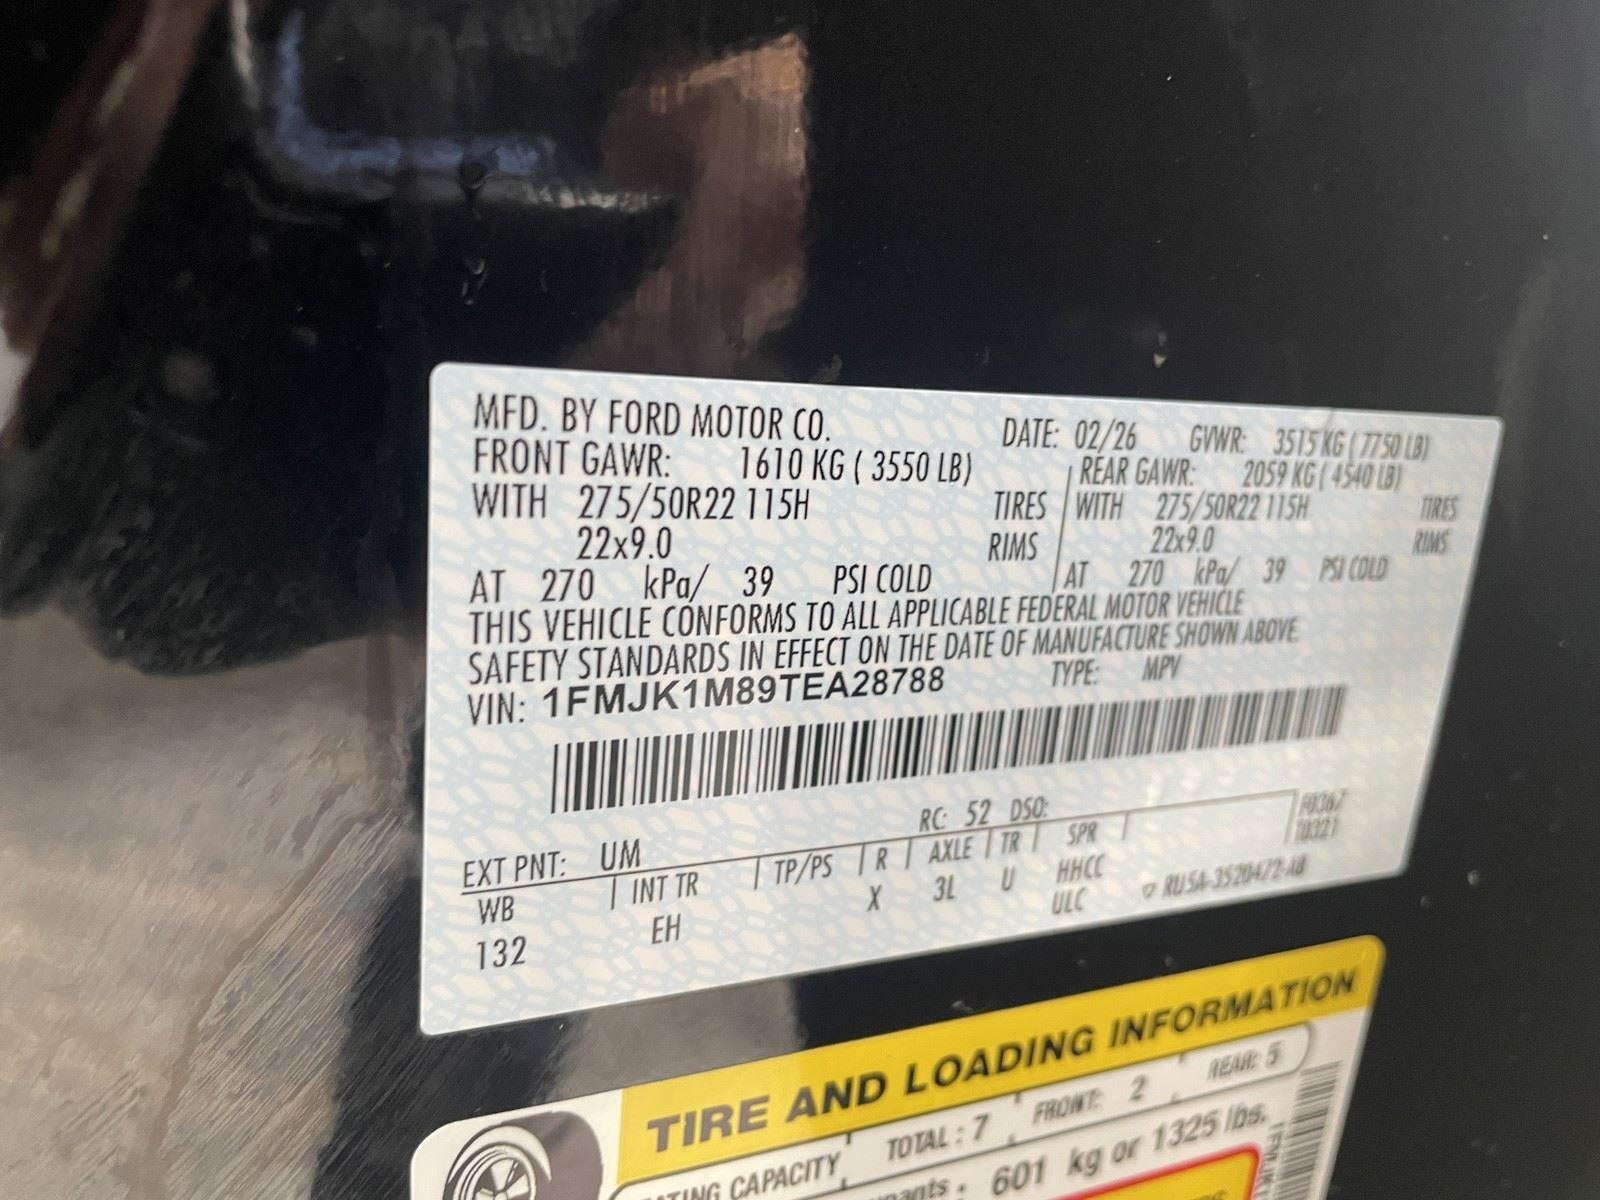 MFD. BY FORD MOTOR CO. DATE: 02/26 GVWR: 3515 KG ( 7750 LB)
FRONT GAWR: 1610 KG ( 3550 LB) REAR GAWR: 2059 KG ( 4540 LB)
WITH 275/50R22 115H TIRES WITH 275/50R22 115H TIRES
22x9.0 RIMS 22x9.0 RIMS
AT 270 kPa/ 39 PSI COLD AT 270 kPa/ 39 PSI COLD
THIS VEHICLE CONFORMS TO ALL APPLICABLE FEDERAL MOTOR VEHICLE
SAFETY STANDARDS IN EFFECT ON THE DATE OF MANUFACTURE SHOWN ABOVE.
VIN: 1FMJK1M89TEA28788 TYPE: MPV
F0367
EXT PNT: UM RC: 52 DSO: T0321
WB INT TR TP/PS R AXLE TR SPR
132 EH X 3L U HHCC
ULC
TIRE AND LOADING INFORMATION
TOTAL : 7 FRONT: 2 REAR: 5
CAPACITY
601 kg or 1325 lbs.